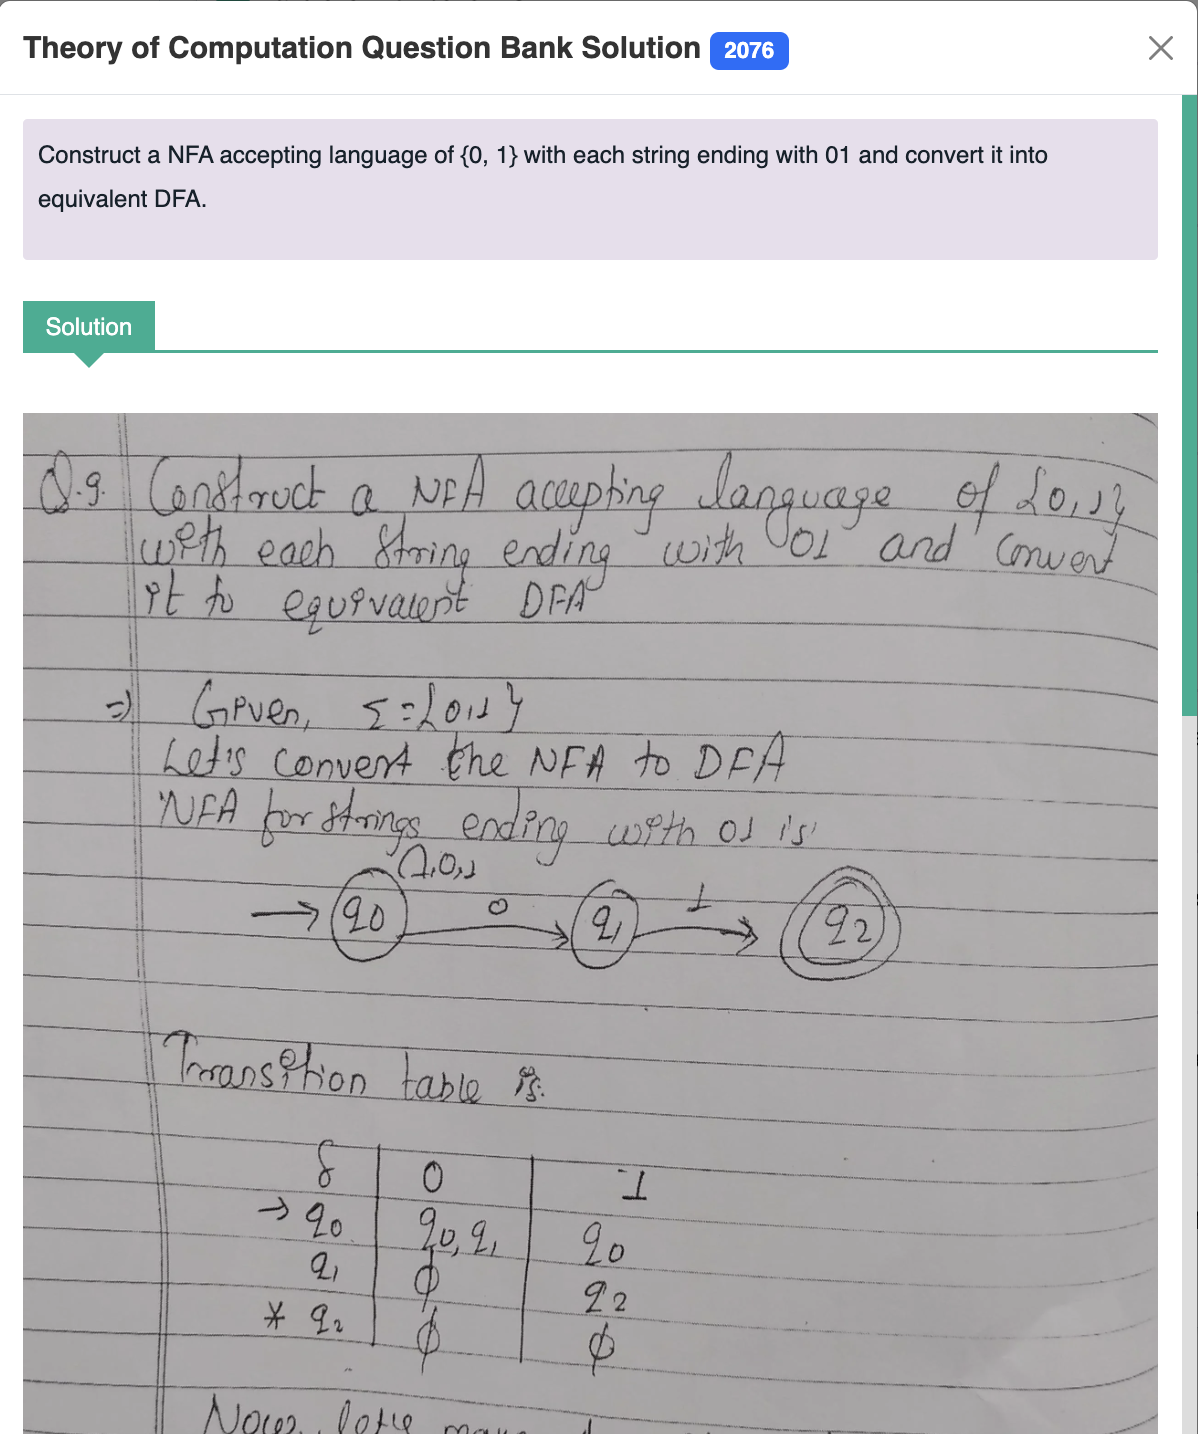 Theory of Computation Question Bank Solution 2076
Construct a NFA accepting language of {0, 1} with each string ending with 01 and convert it into
equivalent DFA.
Solution
Q.9. Construct a NFA accepting language of {0,1}
with each string ending with 01 and convert
it to equivalent DFA
⇒ Given, Σ={0,1}
Let's convert the NFA to DFA
NFA for strings ending with 01 is
0,1
→ q0 0 q1 1 q2
Transition table is.
δ 0 1
→ q0 q0, q1 q0
q1 ϕ q2
* q2 ϕ ϕ
Now,